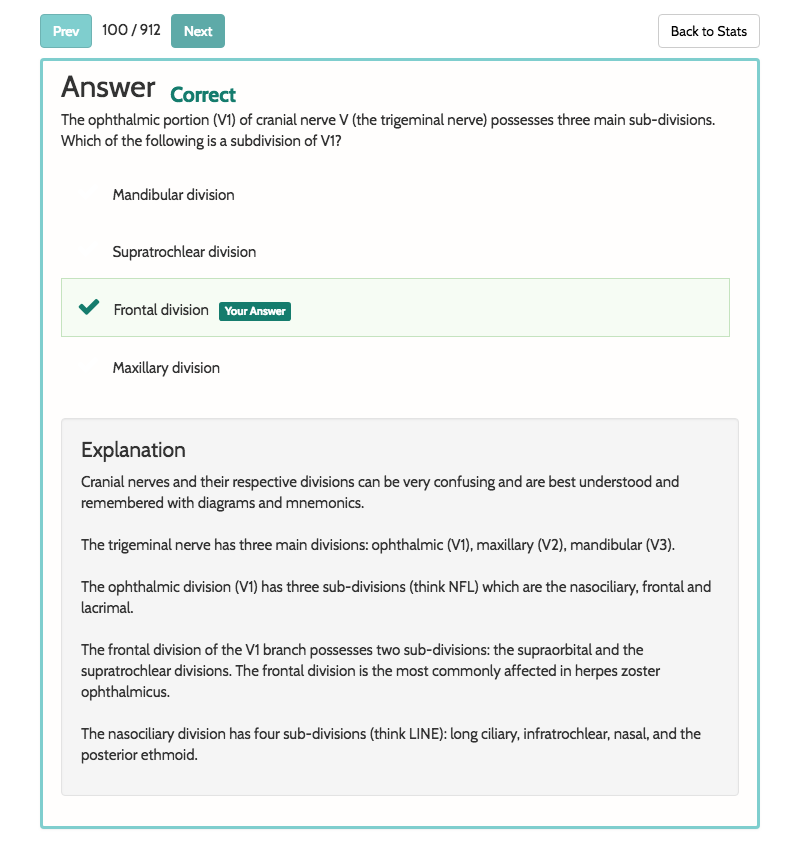 Prev 100 / 912 Next Back to Stats
Answer Correct
The ophthalmic portion (V1) of cranial nerve V (the trigeminal nerve) possesses three main sub-divisions.
Which of the following is a subdivision of V1?
Mandibular division
Supratrochlear division
Frontal division Your Answer
Maxillary division
Explanation
Cranial nerves and their respective divisions can be very confusing and are best understood and
remembered with diagrams and mnemonics.
The trigeminal nerve has three main divisions: ophthalmic (V1), maxillary (V2), mandibular (V3).
The ophthalmic division (V1) has three sub-divisions (think NFL) which are the nasociliary, frontal and
lacrimal.
The frontal division of the V1 branch possesses two sub-divisions: the supraorbital and the
supratrochlear divisions. The frontal division is the most commonly affected in herpes zoster
ophthalmicus.
The nasociliary division has four sub-divisions (think LINE): long ciliary, infratrochlear, nasal, and the
posterior ethmoid.